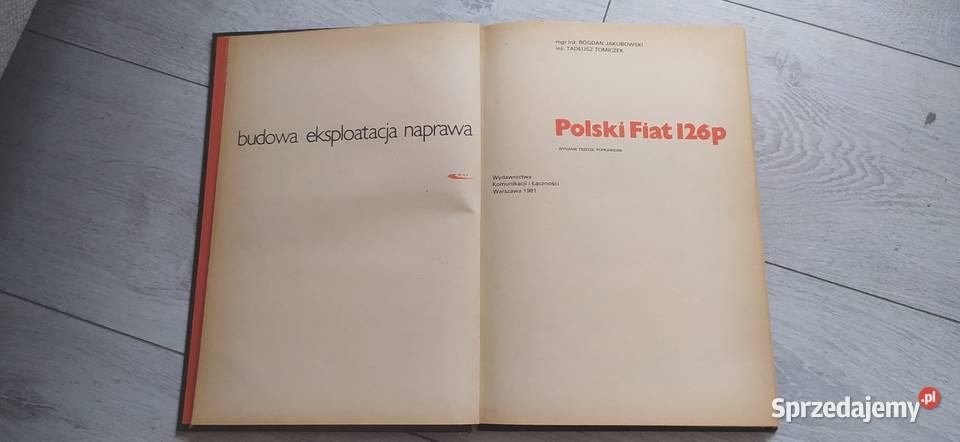 budowa eksploatacja naprawa
mgr inż. BOGDAN JAKUBOWSKI
inż. TADEUSZ TOMICZEK
Polski Fiat 126p
WYDANIE TRZECIE, POPRAWIONE
Wydawnictwa
Komunikacji i Łączności
Warszawa 1981
Sprzedajemy.pl